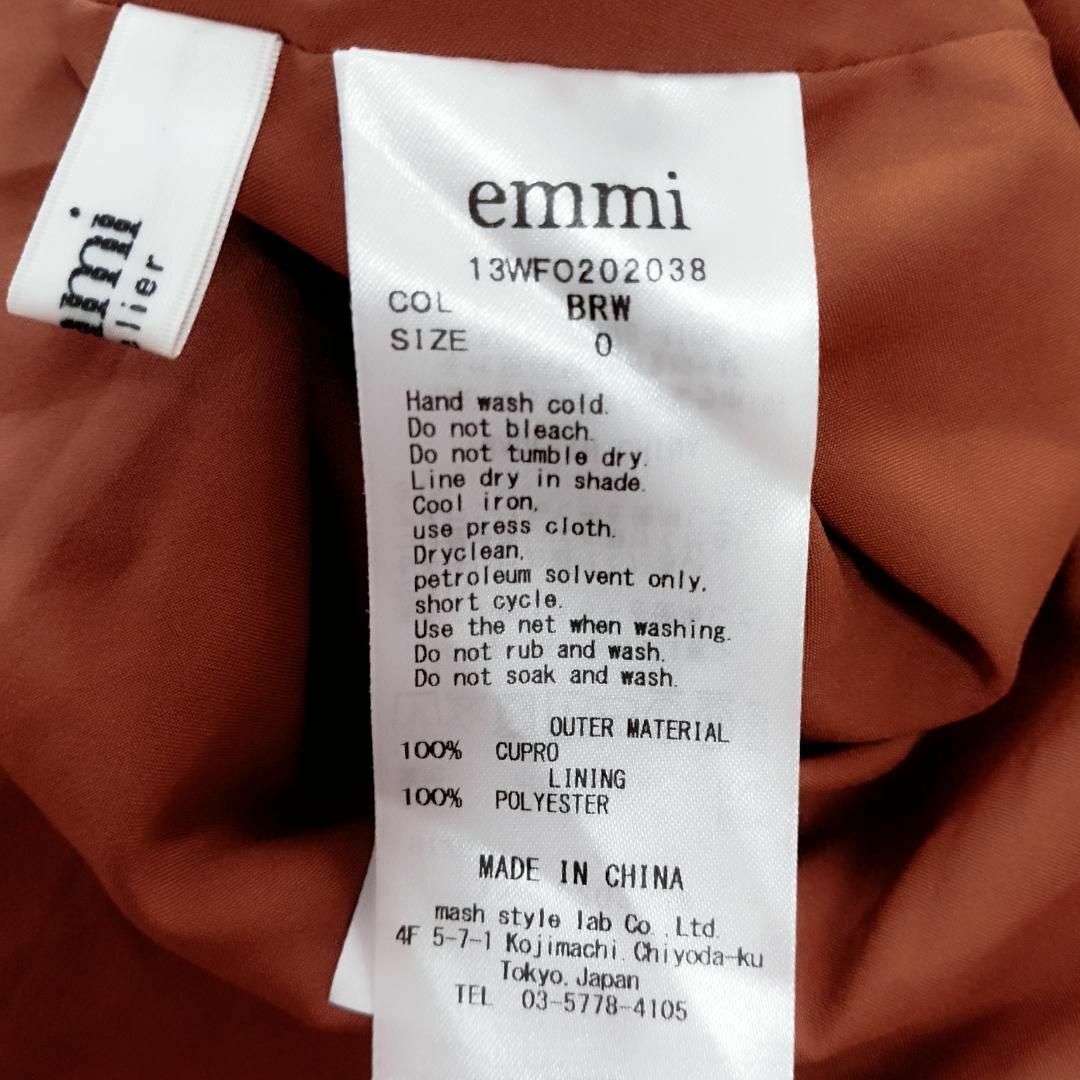 emmi
13WFO202038
COL BRW
SIZE 0
Hand wash cold.
Do not bleach.
Do not tumble dry.
Line dry in shade.
Cool iron,
use press cloth.
Dryclean,
petroleum solvent only,
short cycle.
Use the net when washing.
Do not rub and wash.
Do not soak and wash.
OUTER MATERIAL
100% CUPRO
LINING
100% POLYESTER
MADE IN CHINA
mash style lab Co.,Ltd.
4F 5-7-1 Kojimachi.Chiyoda-ku
Tokyo.Japan
TEL 03-5778-4105